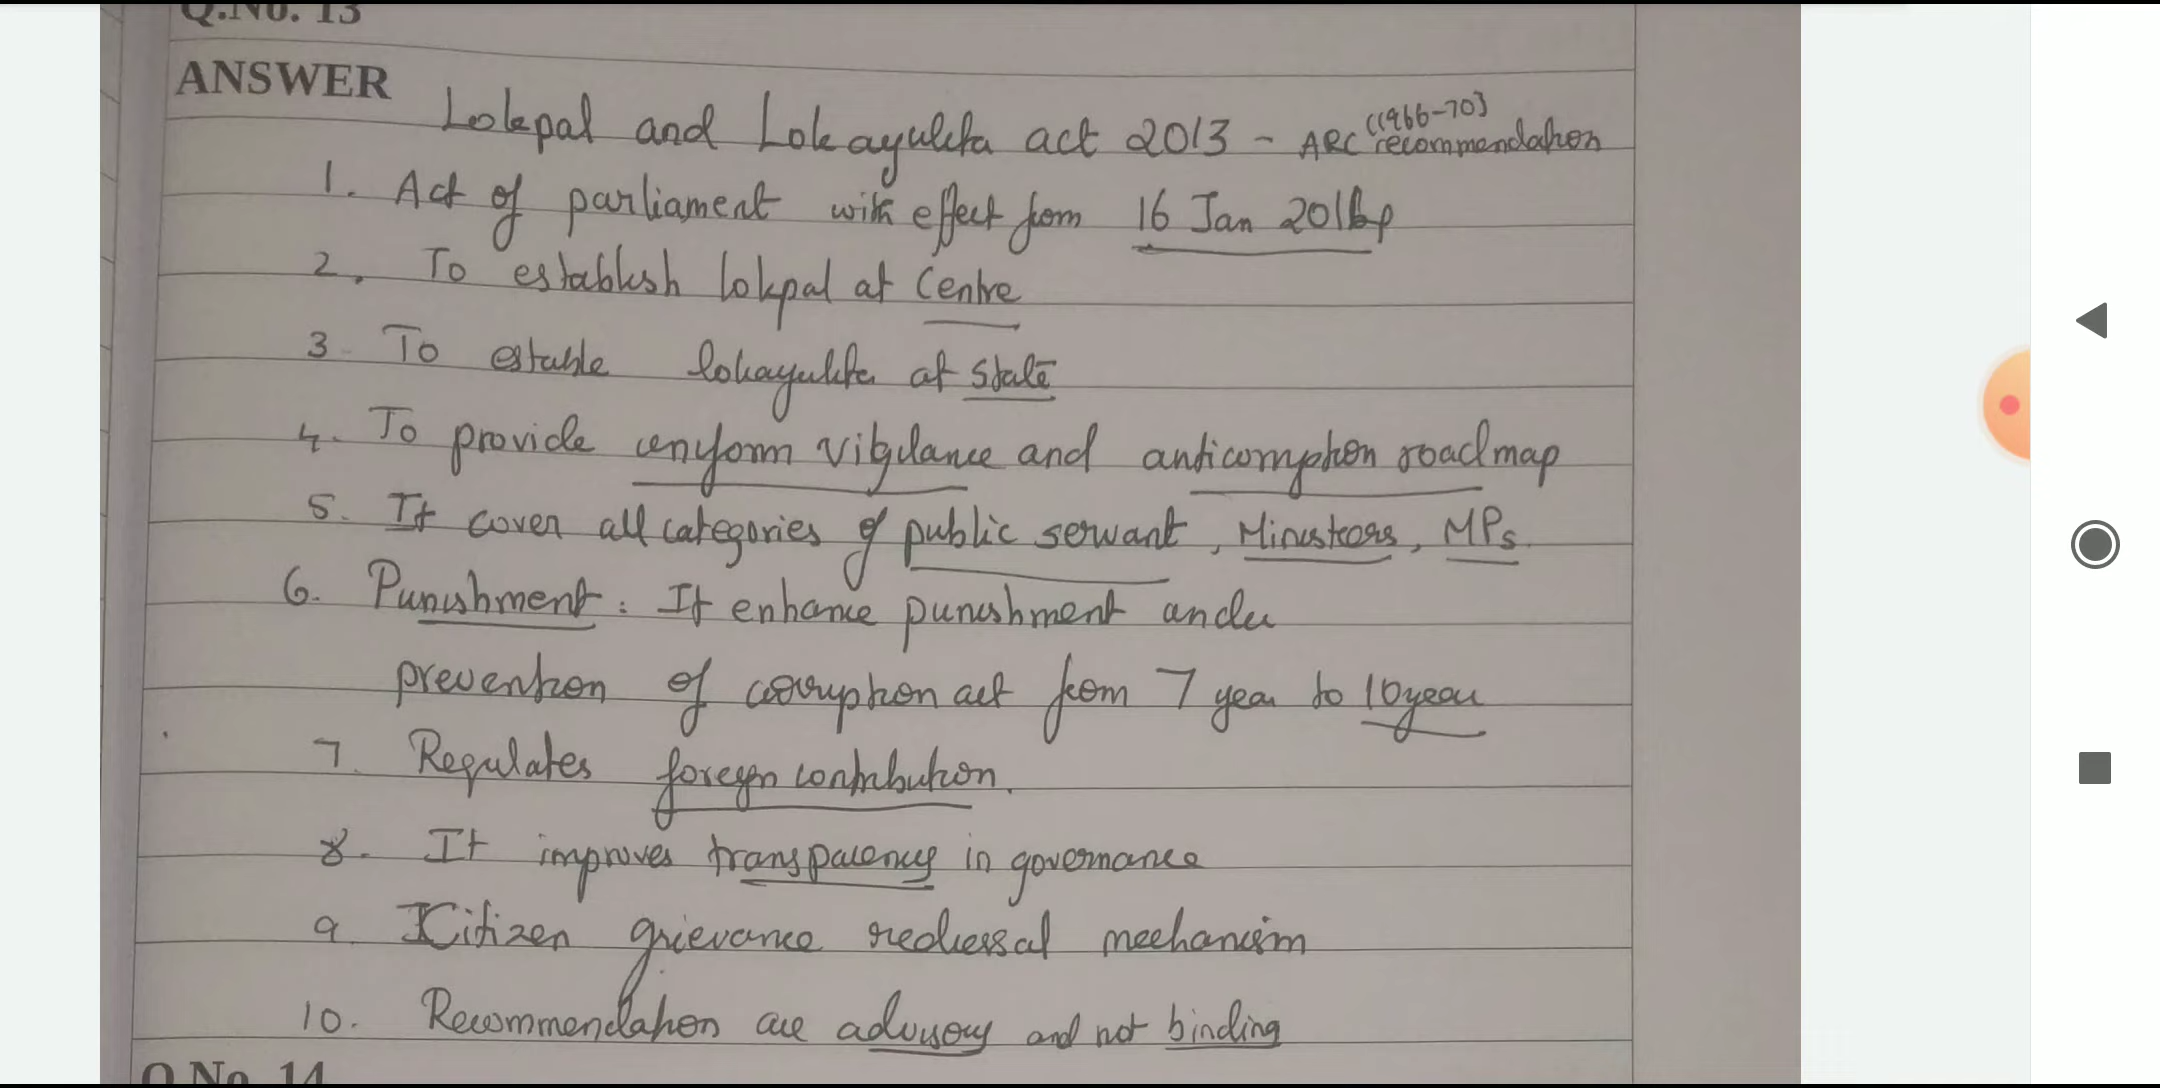 Q.No. 13
ANSWER
Lokpal and Lokayukta act 2013 - ARC (1966-70) recommendation
1. Act of parliament with effect from 16 Jan
2. To establish lokpal at Centre
3. To estable lokayukta at State
4. To provide uniform vigilance and anticorruption roadmap
5. It cover all categories of public servant, Ministers, MPs.
6. Punishment: It enhance punishment under
prevention of corruption act from 7 year to 10 year
7. Regulates foreign contribution.
8. It improves transparency in governance
9. Citizen grievance redressal mechanism
10. Recommendation are advisory and not binding
Q.No. 14